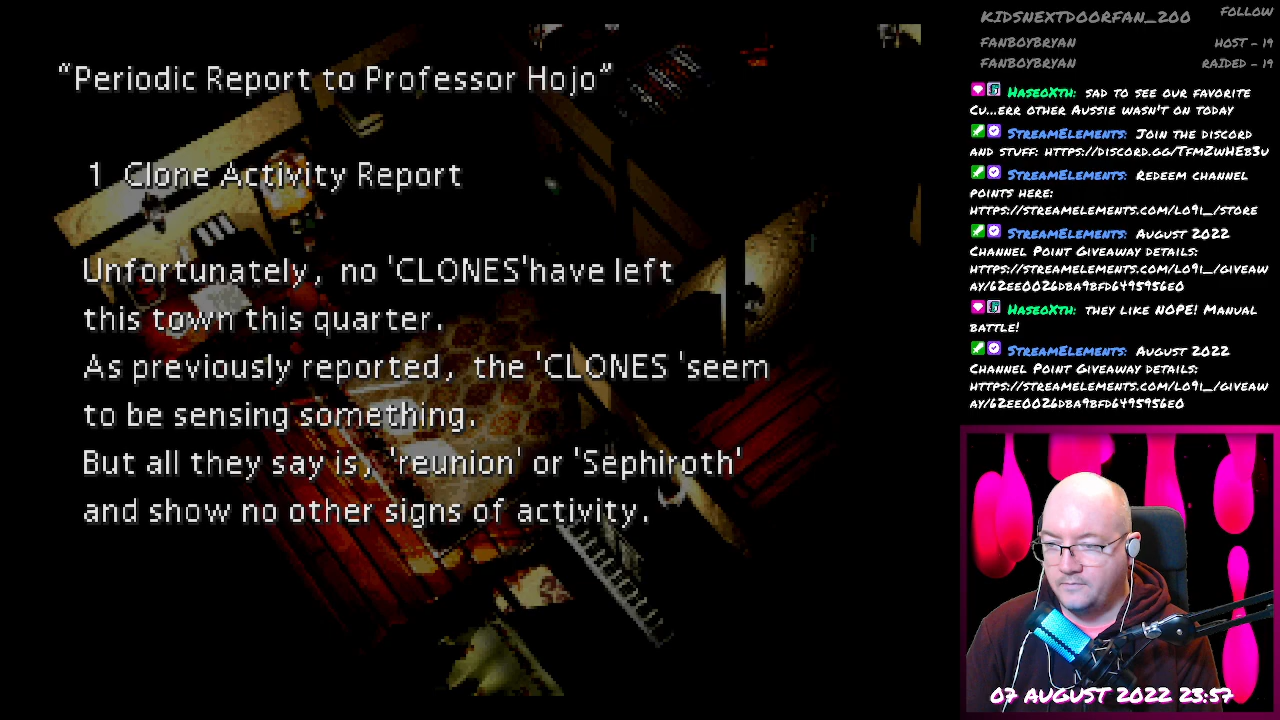 "Periodic Report to Professor Hojo"
1 Clone Activity Report
Unfortunately, no 'CLONES'have left
this town this quarter.
As previously reported, the 'CLONES 'seem
to be sensing something.
But all they say is, 'reunion' or 'Sephiroth'
and show no other signs of activity.
KIDSNEXTDOORFAN_200 FOLLOW
FANBOYBRYAN HOST - 19
FANBOYBRYAN RAIDED - 19
HaseoXth: SAD TO SEE OUR FAVORITE
CU...ERR OTHER AUSSIE WASN'T ON TODAY
StreamElements: JOIN THE DISCORD
AND STUFF: HTTPS://DISCORD.GG/TFMZWHE83U
StreamElements: REDEEM CHANNEL
POINTS HERE:
HTTPS://STREAMELEMENTS.COM/L091_/STORE
StreamElements: AUGUST 2022
CHANNEL POINT GIVEAWAY DETAILS:
HTTPS://STREAMELEMENTS.COM/L091_/GIVEAW
AY/62EE0026DBA9BFD6495956E0
HaseoXth: THEY LIKE NOPE! MANUAL
BATTLE!
StreamElements: AUGUST 2022
CHANNEL POINT GIVEAWAY DETAILS:
HTTPS://STREAMELEMENTS.COM/L091_/GIVEAW
AY/62EE0026DBA9BFD6495956E0
07 AUGUST 2022 23:57